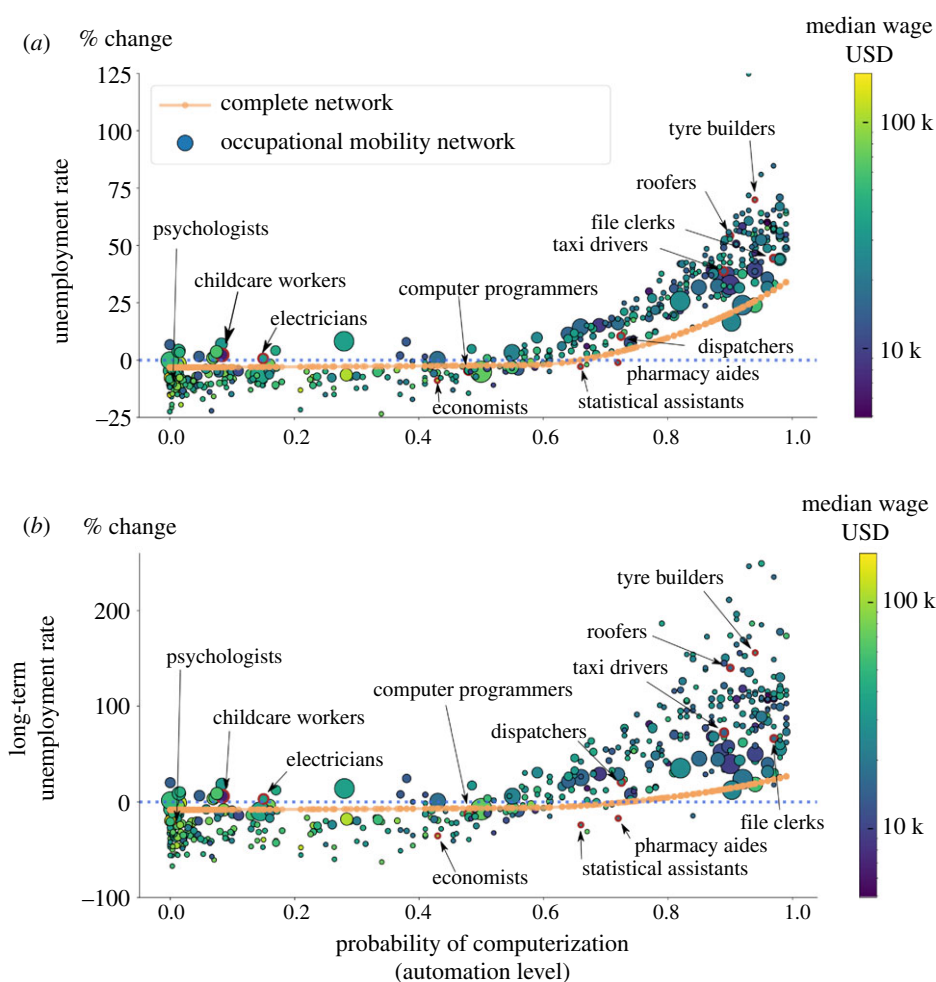 (a) % change
median wage
USD
125
100
75
50
25
0
−25
unemployment rate
complete network
occupational mobility network
100 k
10 k
tyre builders
roofers
file clerks
taxi drivers
psychologists
childcare workers
computer programmers
electricians
dispatchers
pharmacy aides
statistical assistants
economists
0.0 0.2 0.4 0.6 0.8 1.0
(b) % change
median wage
USD
200
100
0
−100
long-term
unemployment rate
100 k
10 k
tyre builders
roofers
psychologists
taxi drivers
computer programmers
childcare workers
dispatchers
electricians
file clerks
pharmacy aides
statistical assistants
economists
0.0 0.2 0.4 0.6 0.8 1.0
probability of computerization
(automation level)